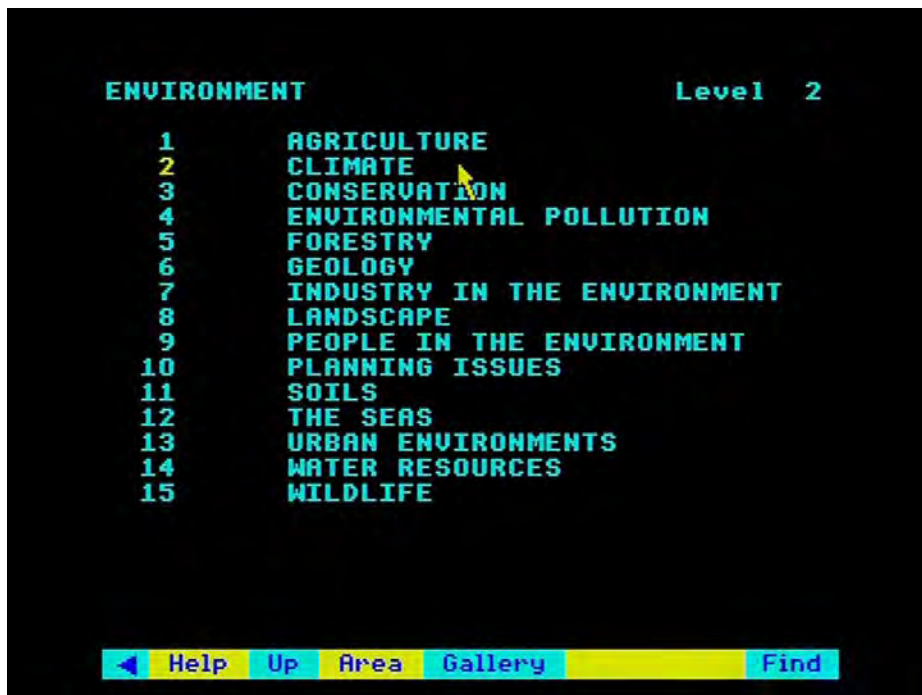 ENVIRONMENT Level 2
1 AGRICULTURE
2 CLIMATE
3 CONSERVATION
4 ENVIRONMENTAL POLLUTION
5 FORESTRY
6 GEOLOGY
7 INDUSTRY IN THE ENVIRONMENT
8 LANDSCAPE
9 PEOPLE IN THE ENVIRONMENT
10 PLANNING ISSUES
11 SOILS
12 THE SEAS
13 URBAN ENVIRONMENTS
14 WATER RESOURCES
15 WILDLIFE
Help Up Area Gallery Find